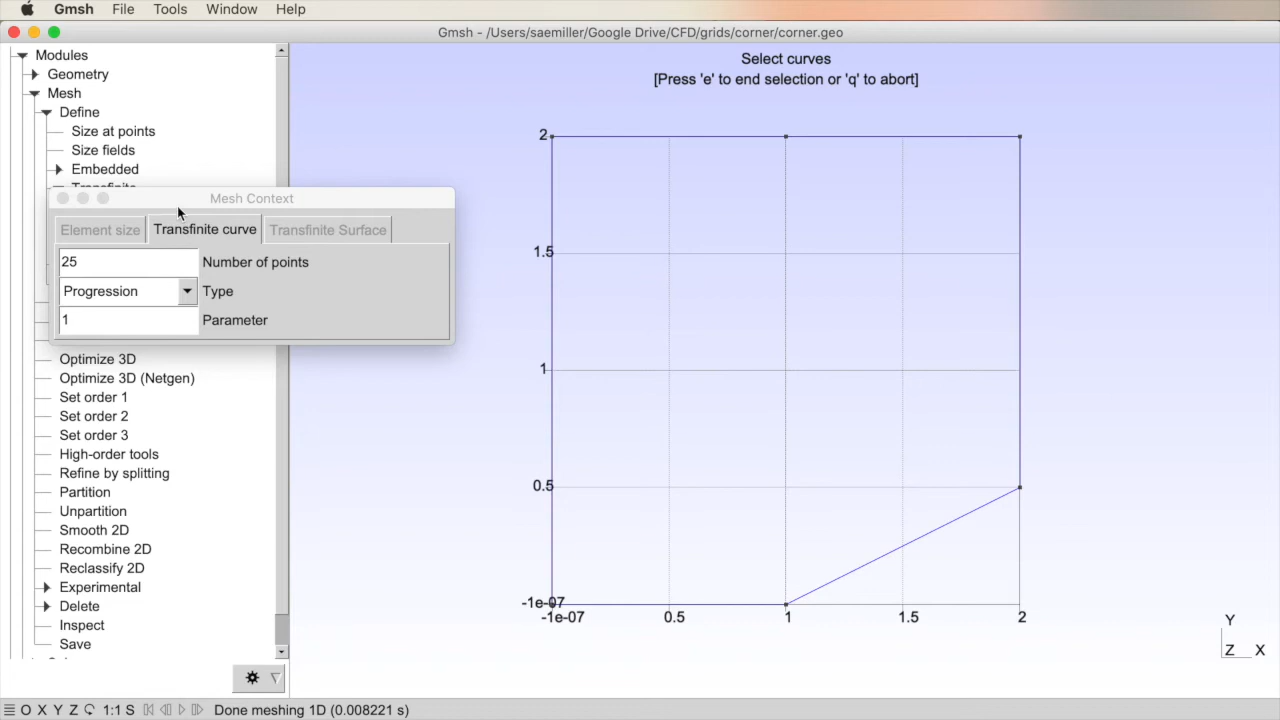 Gmsh File Tools Window Help
Gmsh - /Users/saemiller/Google Drive/CFD/grids/corner/corner.geo
Modules
Geometry
Mesh
Define
Size at points
Size fields
Embedded
Transfinite
Mesh Context
Element size Transfinite curve Transfinite Surface
25 Number of points
Progression Type
1 Parameter
Optimize 3D
Optimize 3D (Netgen)
Set order 1
Set order 2
Set order 3
High-order tools
Refine by splitting
Partition
Unpartition
Smooth 2D
Recombine 2D
Reclassify 2D
Experimental
Delete
Inspect
Save
Select curves
[Press 'e' to end selection or 'q' to abort]
2
1.5
1
0.5
-1e-07
-1e-07 0.5 1 1.5 2
Y
Z X
O X Y Z 1:1 S Done meshing 1D (0.008221 s)